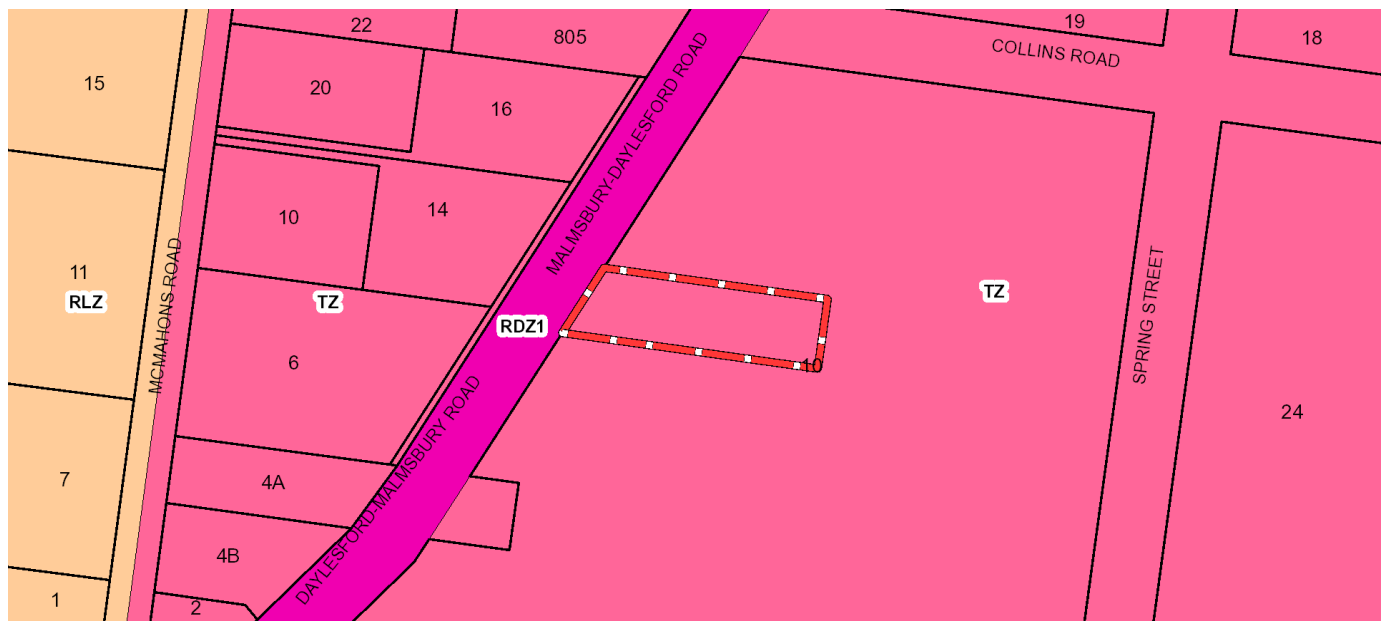 22
805
19
18
COLLINS ROAD
15
20
16
MALMSBURY-DAYLESFORD ROAD
10
14
11
RLZ
MCMAHONS ROAD
TZ
RDZ1
TZ
SPRING STREET
6
10
24
7
4A
DAYLESFORD-MALMSBURY ROAD
4B
1
2